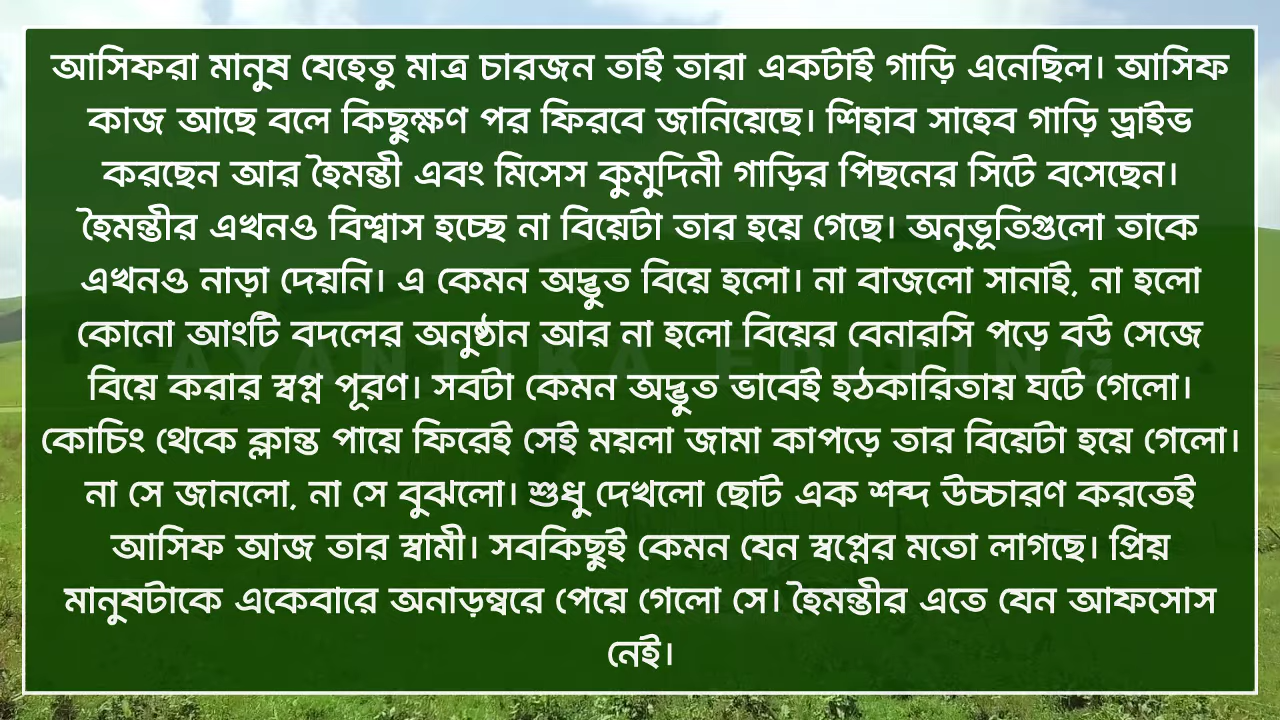 আসিফরা মানুষ যেহেতু মাত্র চারজন তাই তারা একটাই গাড়ি এনেছিল। আসিফ
কাজ আছে বলে কিছুক্ষণ পর ফিরবে জানিয়েছে। শিহাব সাহেব গাড়ি ড্রাইভ
করছেন আর হৈমন্তী এবং মিসেস কুমুদিনী গাড়ির পিছনের সিটে বসেছেন।
হৈমন্তীর এখনও বিশ্বাস হচ্ছে না বিয়েটা তার হয়ে গেছে। অনুভূতিগুলো তাকে
এখনও নাড়া দেয়নি। এ কেমন অদ্ভুত বিয়ে হলো। না বাজলো সানাই, না হলো
কোনো আংটি বদলের অনুষ্ঠান আর না হলো বিয়ের বেনারসি পড়ে বউ সেজে
AYANTIKA EDITING
বিয়ে করার স্বপ্ন পূরণ। সবটা কেমন অদ্ভুত ভাবেই হঠকারিতায় ঘটে গেলো।
কোচিং থেকে ক্লান্ত পায়ে ফিরেই সেই ময়লা জামা কাপড়ে তার বিয়েটা হয়ে গেলো।
না সে জানলো, না সে বুঝলো। শুধু দেখলো ছোট এক শব্দ উচ্চারণ করতেই
আসিফ আজ তার স্বামী। সবকিছুই কেমন যেন স্বপ্নের মতো লাগছে। প্রিয়
মানুষটাকে একেবারে অনাড়ম্বরে পেয়ে গেলো সে। হৈমন্তীর এতে যেন আফসোস
নেই।